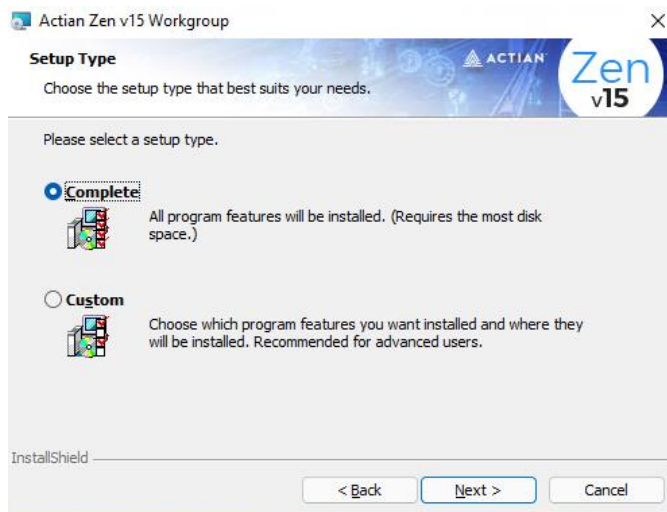 Actian Zen v15 Workgroup
Setup Type
Choose the setup type that best suits your needs.
ACTIAN
Zen
v15
Please select a setup type.
Complete
All program features will be installed. (Requires the most disk
space.)
Custom
Choose which program features you want installed and where they
will be installed. Recommended for advanced users.
InstallShield
< Back
Next >
Cancel